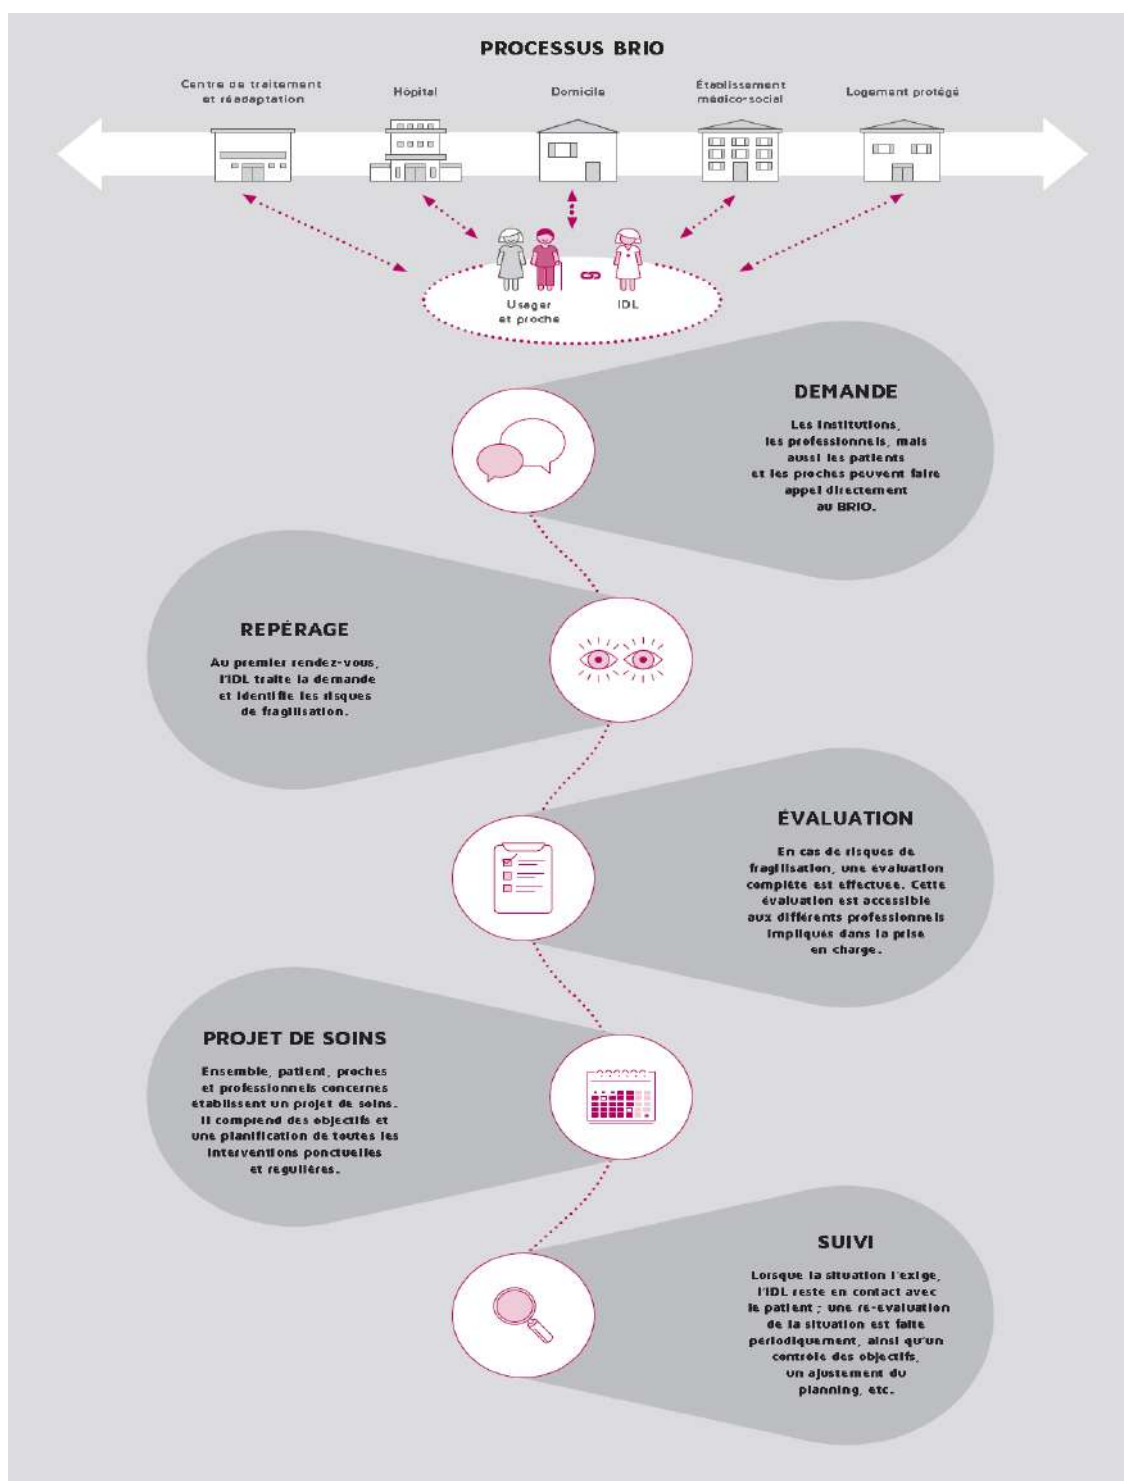 PROCESSUS BRIO
Centre de traitement
et réadaptation
Hôpital
Domicile
Établissement
médico-social
Logement protégé
Usager
et proche
IDL
DEMANDE
Les institutions,
les professionnels, mais
aussi les patients
et les proches peuvent faire
appel directement
au BRIO.
REPÉRAGE
Au premier rendez-vous,
l'IDL traite la demande
et identifie les risques
de fragilisation.
ÉVALUATION
En cas de risques de
fragilisation, une évaluation
complète est effectuée. Cette
évaluation est accessible
aux différents professionnels
impliqués dans la prise
en charge.
PROJET DE SOINS
Ensemble, patient, proches
et professionnels concernés
établissent un projet de soins.
Il comprend des objectifs et
une planification de toutes les
interventions ponctuelles
et régulières.
SUIVI
Lorsque la situation l'exige,
l'IDL reste en contact avec
le patient ; une ré-évaluation
de la situation est faite
périodiquement, ainsi qu'un
contrôle des objectifs,
un ajustement du
planning, etc.